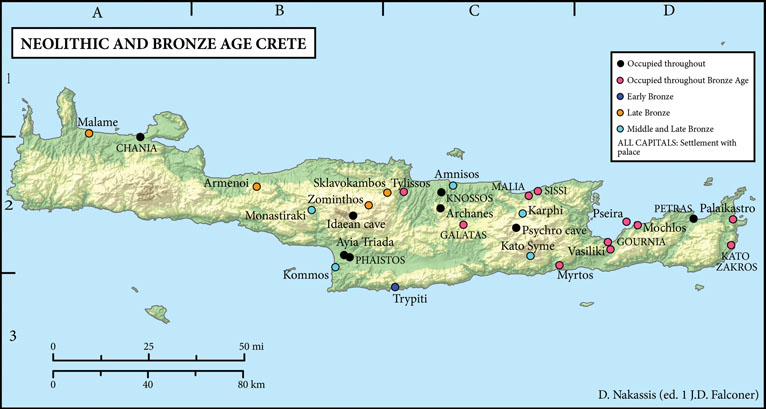 A B C D
NEOLITHIC AND BRONZE AGE CRETE
Occupied throughout
Occupied throughout Bronze Age
Early Bronze
Late Bronze
Middle and Late Bronze
ALL CAPITALS: Settlement with
palace
1
2
3
Malame
CHANIA
Armenoi
Sklavokambos
Tylissos
Zominthos
Monastiraki
Idaean cave
Ayia Triada
PHAISTOS
Kommos
Trypiti
Amnisos
KNOSSOS
Archanes
GALATAS
MALIA
SISSI
Karphi
Psychro cave
Kato Syme
Myrtos
Pseira
Mochlos
GOURNIA
Vasiliki
PETRAS
Palaikastro
KATO
ZAKROS
0 25 50 mi
0 40 80 km
D. Nakassis (ed. 1 J.D. Falconer)